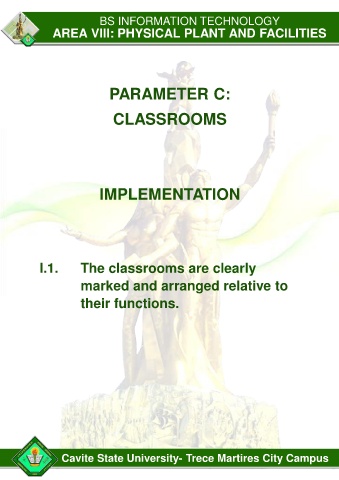 BS INFORMATION TECHNOLOGY
AREA VIII: PHYSICAL PLANT AND FACILITIES
PARAMETER C:
CLASSROOMS
IMPLEMENTATION
I.1. The classrooms are clearly
marked and arranged relative to
their functions.
Cavite State University- Trece Martires City Campus